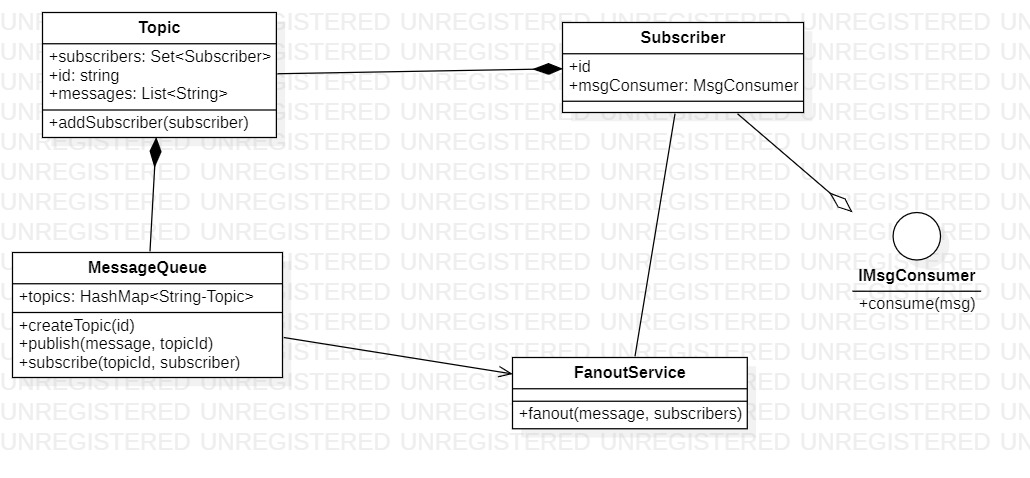 Topic
+subscribers: Set<Subscriber>
+id: string
+messages: List<String>
+addSubscriber(subscriber)
Subscriber
+id
+msgConsumer: MsgConsumer
IMsgConsumer
+consume(msg)
MessageQueue
+topics: HashMap<String-Topic>
+createTopic(id)
+publish(message, topicId)
+subscribe(topicId, subscriber)
FanoutService
+fanout(message, subscribers)
UNREGISTERED UNREGISTERED UNREGISTERED UNREGISTERED UNREGISTERED UN